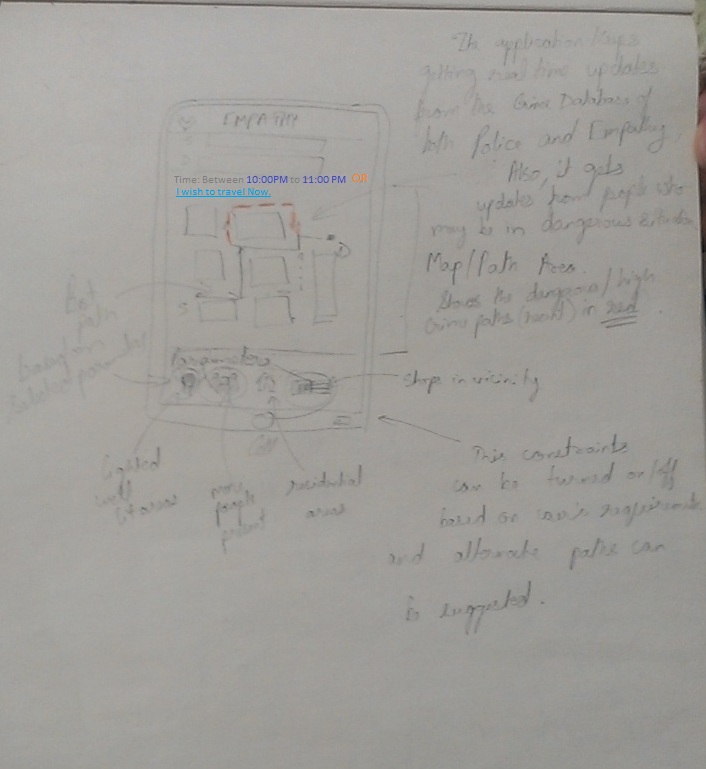 The application keeps
getting real time updates
from the Crime Database of
both Police and Empathy.
Also, it gets
updates from people who
may be in dangerous situation
EMPATHY
S
D
Time: Between 10:00PM to 11:00 PM OR
I wish to travel Now.
D
S
Map/Path Area.
Shows the dangerous/high
Crime paths (roads) in red.
Best
path
based on
selected parameters
Parameters
Shops in vicinity
Call
Lighted
well
lit areas
more
people
present
residential
areas
This constraints
can be turned on/off
based on user's requirements
and alternate paths can
be suggested.